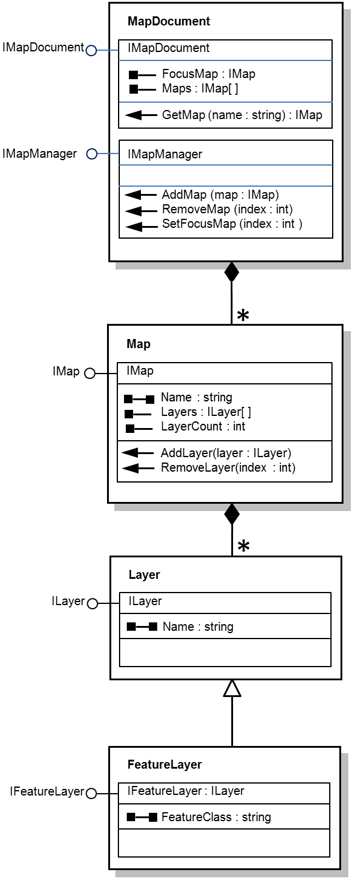 MapDocument
IMapDocument
IMapDocument
FocusMap : IMap
Maps : IMap[ ]
GetMap (name : string) : IMap
IMapManager
IMapManager
AddMap (map : IMap)
RemoveMap (index : int)
SetFocusMap (index : int )
*
Map
IMap
IMap
Name : string
Layers : ILayer[ ]
LayerCount : int
AddLayer(layer : ILayer)
RemoveLayer(index : int)
*
Layer
ILayer
ILayer
Name : string
FeatureLayer
IFeatureLayer
IFeatureLayer : ILayer
FeatureClass : string